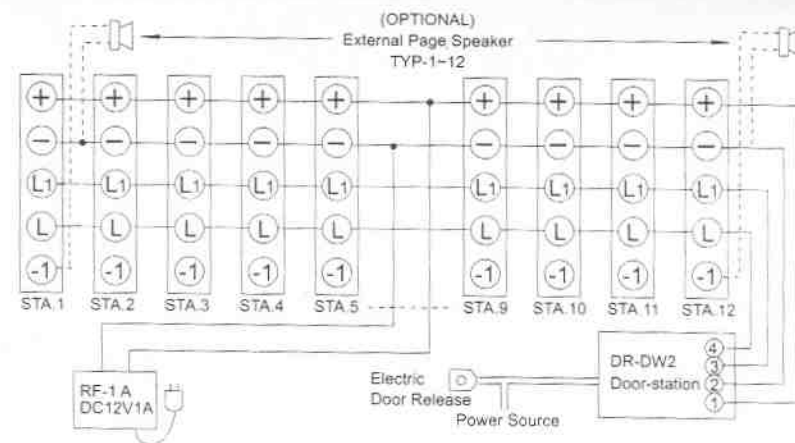 (OPTIONAL)
External Page Speaker
TYP-1~12
+ + + + + + + + +
− − − − − − − − −
L1 L1 L1 L1 L1 L1 L1 L1 L1
L L L L L L L L L
-1 -1 -1 -1 -1 -1 -1 -1 -1
STA.1 STA.2 STA.3 STA.4 STA.5 STA.9 STA.10 STA.11 STA.12
RF-1 A
DC12V1A
Electric
Door Release
Power Source
DR-DW2
Door-station
4
3
2
1